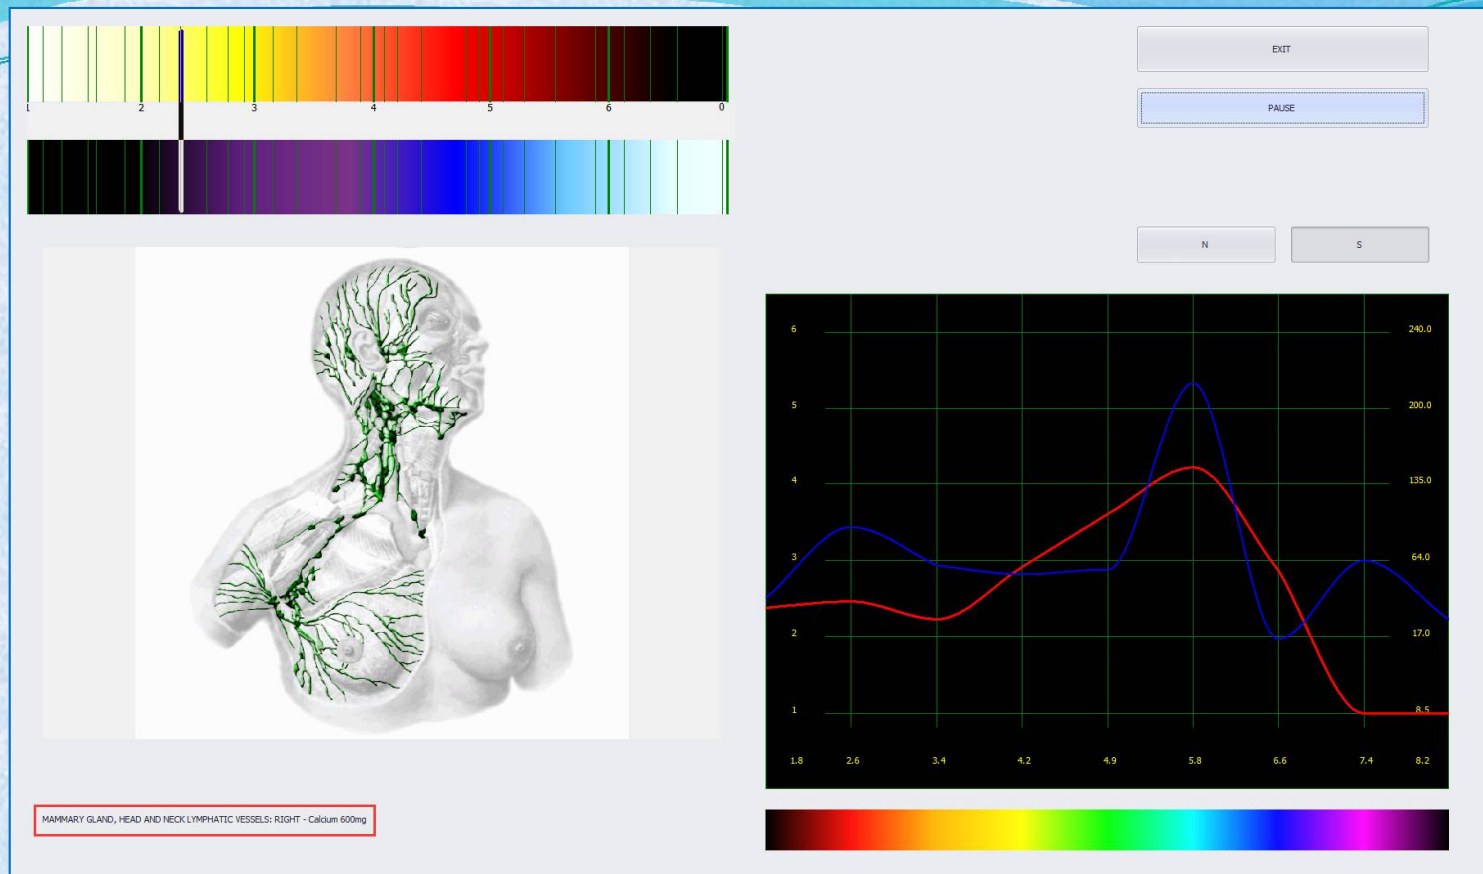 EXIT
1 2 3 4 5 6 0
PAUSE
N S
6 240.0
5 200.0
4 135.0
3 64.0
2 17.0
1 8.5
1.8 2.6 3.4 4.2 4.9 5.8 6.6 7.4 8.2
MAMMARY GLAND, HEAD AND NECK LYMPHATIC VESSELS: RIGHT - Calcium 600mg